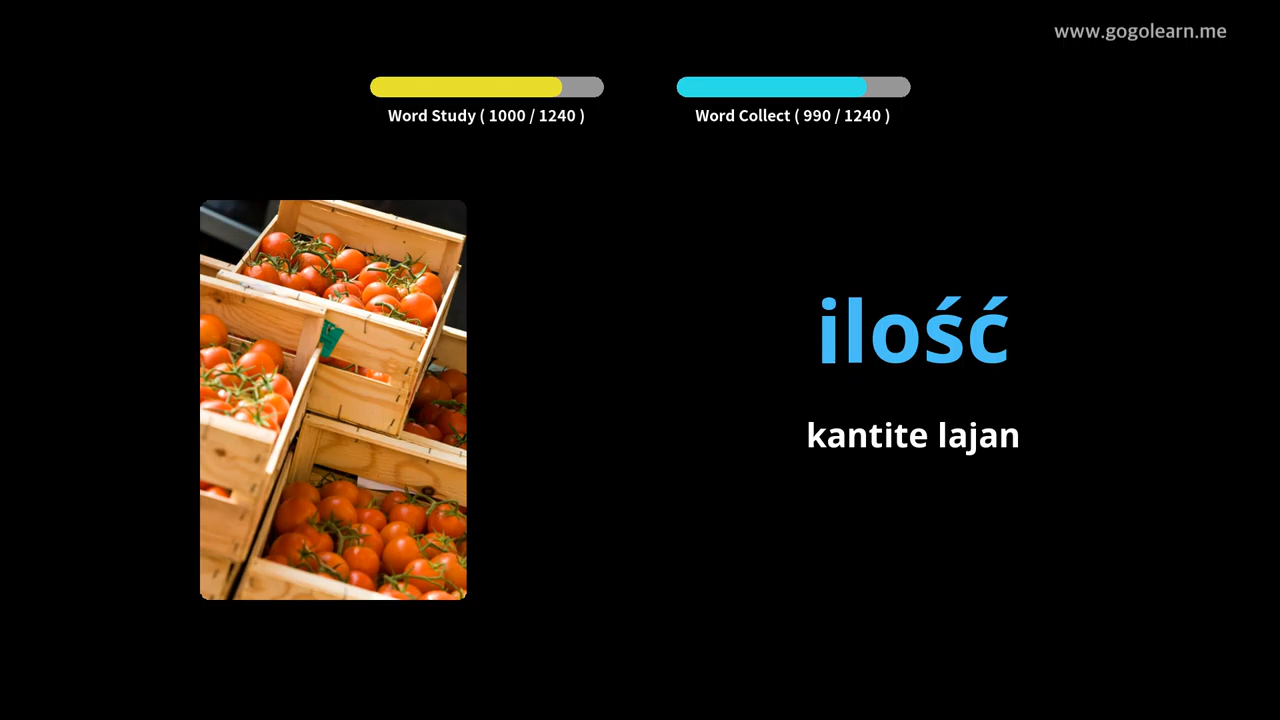 www.gogolearn.me
Word Study ( 1000 / 1240 )
Word Collect ( 990 / 1240 )
ilość
kantite lajan